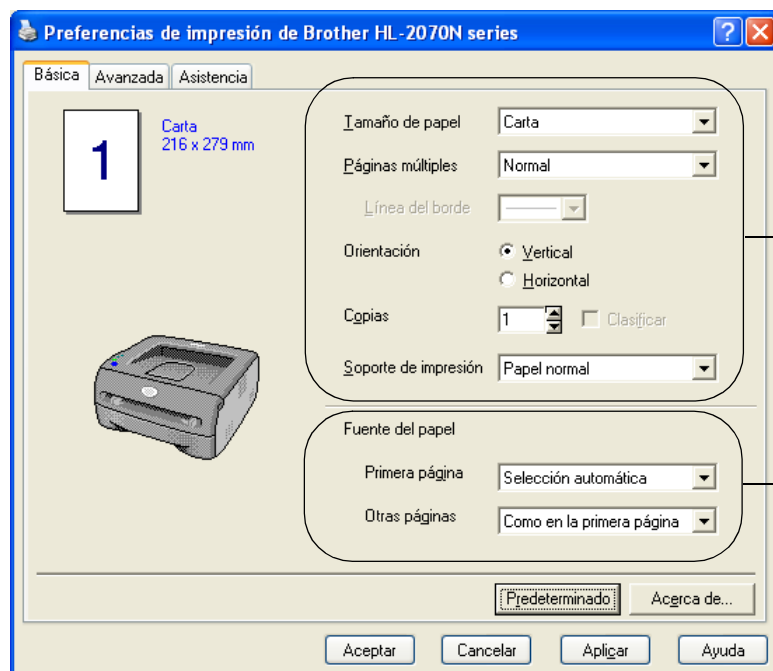 Preferencias de impresión de Brother HL-2070N series
Básica Avanzada Asistencia
1
Carta
216 x 279 mm
Tamaño de papel Carta
Páginas múltiples Normal
Línea del borde
Orientación Vertical
Horizontal
Copias 1 Clasificar
Soporte de impresión Papel normal
Fuente del papel
Primera página Selección automática
Otras páginas Como en la primera página
Predeterminado Acerca de...
Aceptar Cancelar Aplicar Ayuda